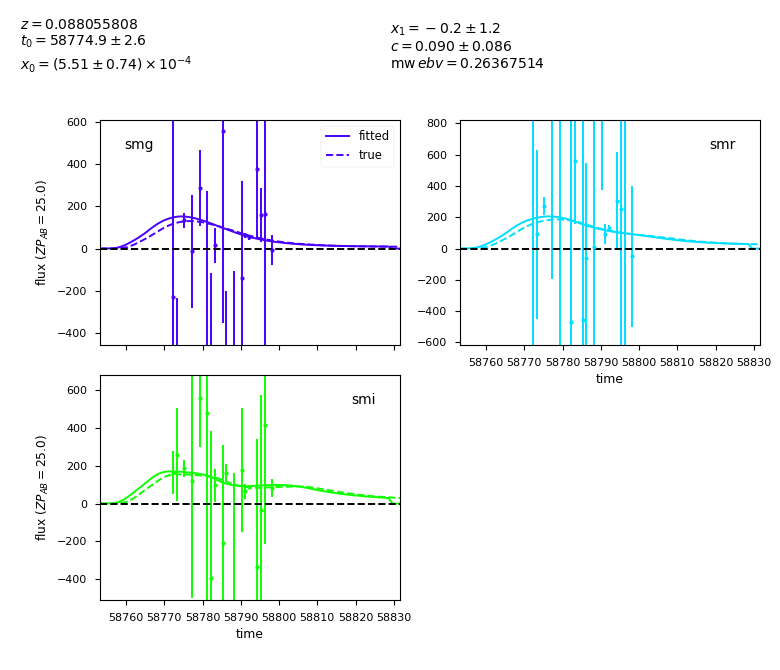 z = 0.088055808
t₀ = 58774.9 ± 2.6
x₀ = (5.51 ± 0.74) × 10⁻⁴
x₁ = −0.2 ± 1.2
c = 0.090 ± 0.086
mw ebv = 0.26367514
600
400
200
0
−200
−400
flux (ZP_AB = 25.0)
smg
fitted
true
800
600
400
200
0
−200
−400
−600
smr
58760 58770 58780 58790 58800 58810 58820 58830
time
600
400
200
0
−200
−400
flux (ZP_AB = 25.0)
smi
58760 58770 58780 58790 58800 58810 58820 58830
time